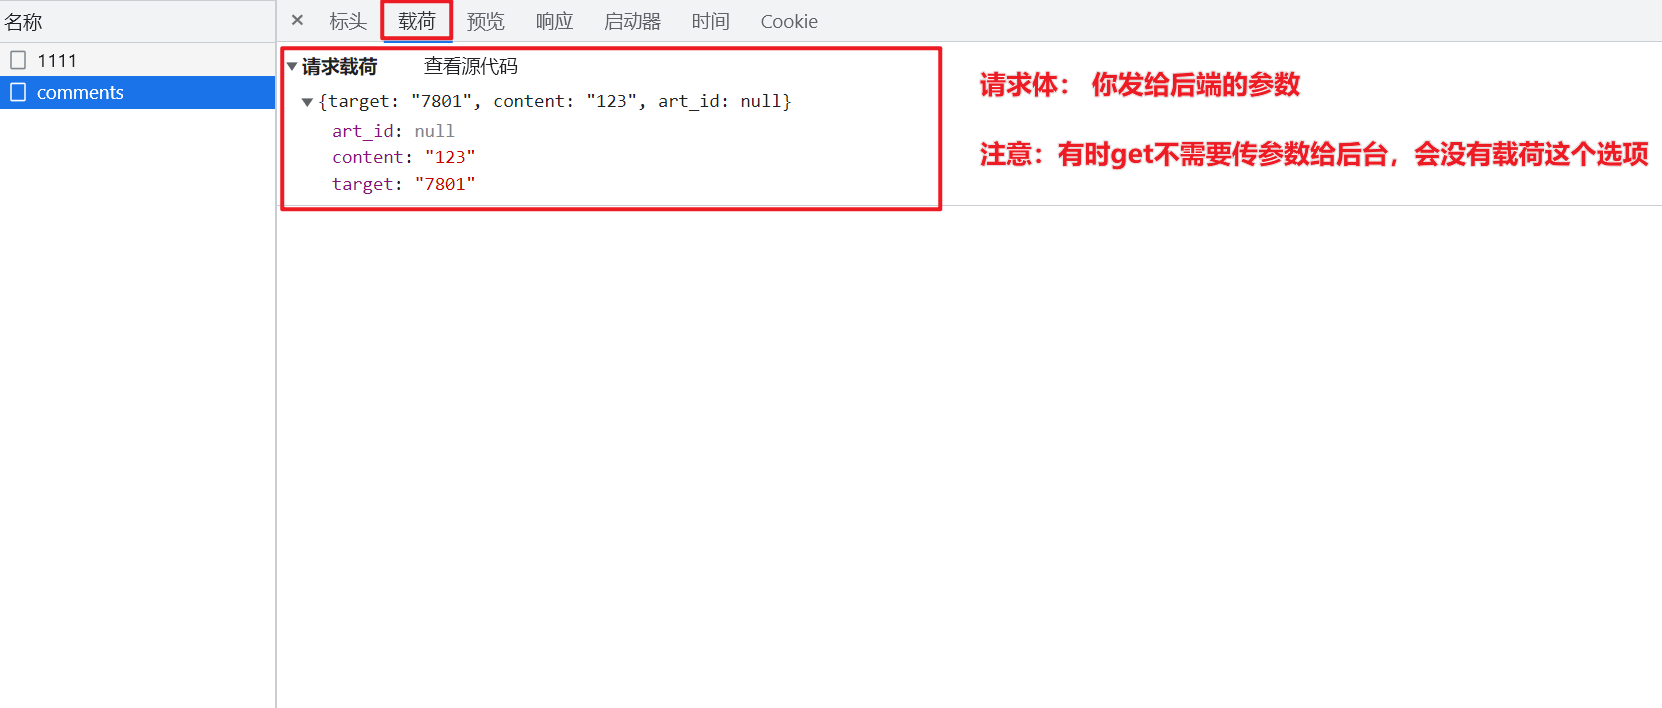 名称
1111
comments
× 标头 载荷 预览 响应 启动器 时间 Cookie
▼请求载荷 查看源代码
▼{target: "7801", content: "123", art_id: null}
art_id: null
content: "123"
target: "7801"
请求体： 你发给后端的参数
注意：有时get不需要传参数给后台，会没有载荷这个选项